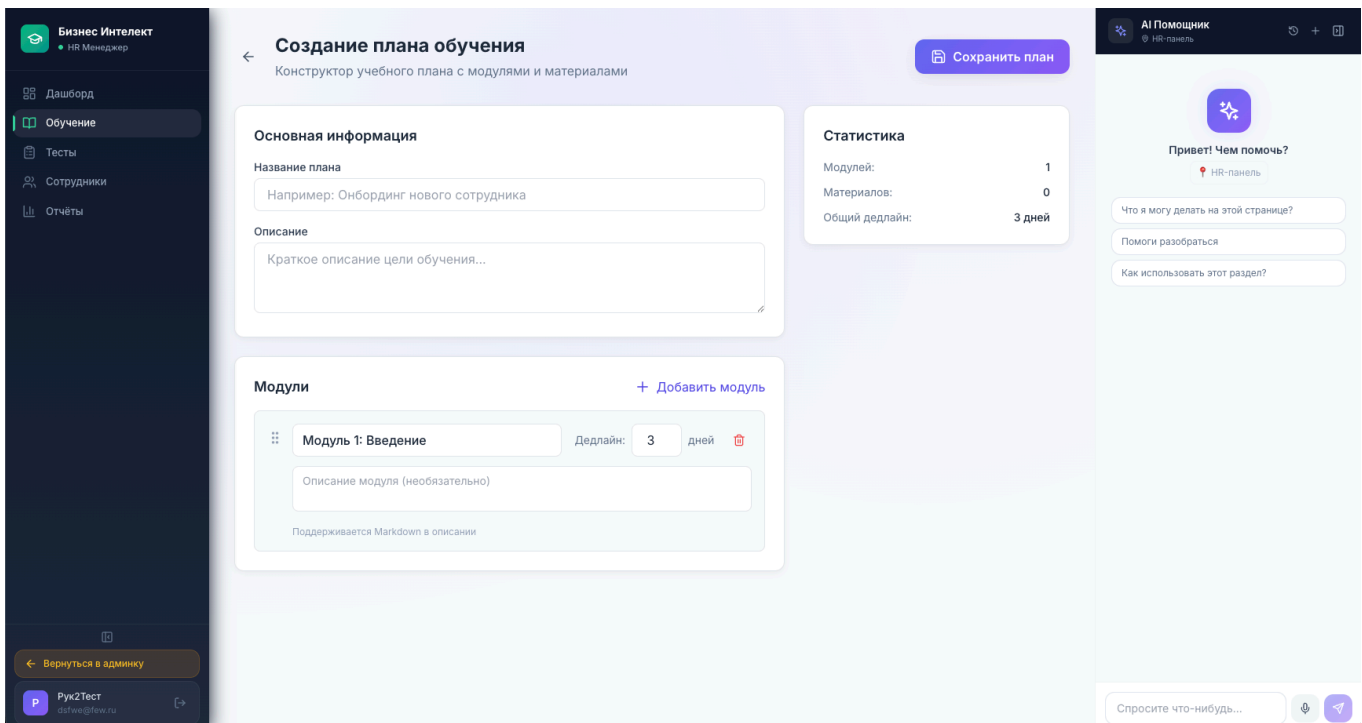 Бизнес Интелект
HR Менеджер
Дашборд
Обучение
Тесты
Сотрудники
Отчёты
Вернуться в админку
Р
Рук2Тест
dsfwe@few.ru
Создание плана обучения
Конструктор учебного плана с модулями и материалами
Сохранить план
Основная информация
Название плана
Например: Онбординг нового сотрудника
Описание
Краткое описание цели обучения...
Модули
Добавить модуль
Модуль 1: Введение
Дедлайн: 3 дней
Описание модуля (необязательно)
Поддерживается Markdown в описании
Статистика
Модулей: 1
Материалов: 0
Общий дедлайн: 3 дней
AI Помощник
HR-панель
Привет! Чем помочь?
HR-панель
Что я могу делать на этой странице?
Помоги разобраться
Как использовать этот раздел?
Спросите что-нибудь...